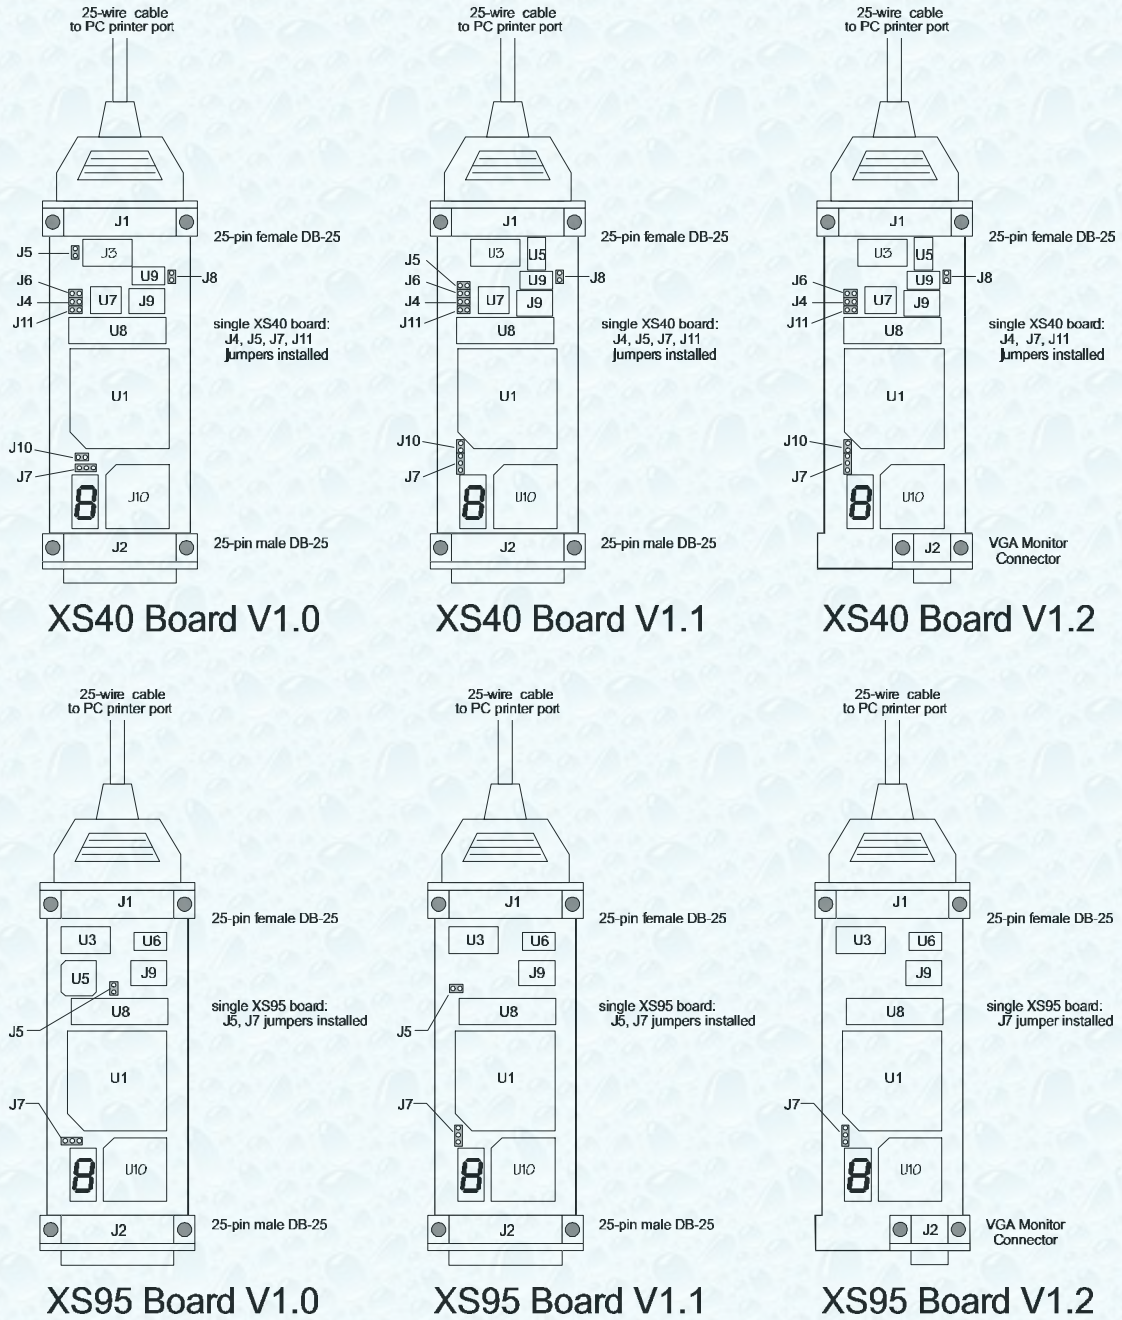 25-wire cable
to PC printer port
J1
25-pin female DB-25
J5
J3
U9
J8
J6
J4
J11
U7
J9
U8
single XS40 board:
J4, J5, J7, J11
Jumpers installed
U1
J10
J7
8
J10
J2
25-pin male DB-25
XS40 Board V1.0
25-wire cable
to PC printer port
J1
25-pin female DB-25
J5
U3
U5
U9
J8
J6
J4
J11
U7
J9
U8
single XS40 board:
J4, J5, J7, J11
Jumpers installed
U1
J10
J7
8
U10
J2
25-pin male DB-25
XS40 Board V1.1
25-wire cable
to PC printer port
J1
25-pin female DB-25
U3
U5
U9
J8
J6
J4
J11
U7
J9
U8
single XS40 board:
J4, J7, J11
Jumpers installed
U1
J10
J7
8
U10
J2
VGA Monitor
Connector
XS40 Board V1.2
25-wire cable
to PC printer port
J1
25-pin female DB-25
U3
U6
U5
J9
J5
U8
single XS95 board:
J5, J7 jumpers installed
U1
J7
8
U10
J2
25-pin male DB-25
XS95 Board V1.0
25-wire cable
to PC printer port
J1
25-pin female DB-25
U3
U6
J9
J5
U8
single XS95 board:
J5, J7 jumpers installed
U1
J7
8
U10
J2
25-pin male DB-25
XS95 Board V1.1
25-wire cable
to PC printer port
J1
25-pin female DB-25
U3
U6
J9
U8
single XS95 board:
J7 jumper installed
U1
J7
8
U10
J2
VGA Monitor
Connector
XS95 Board V1.2